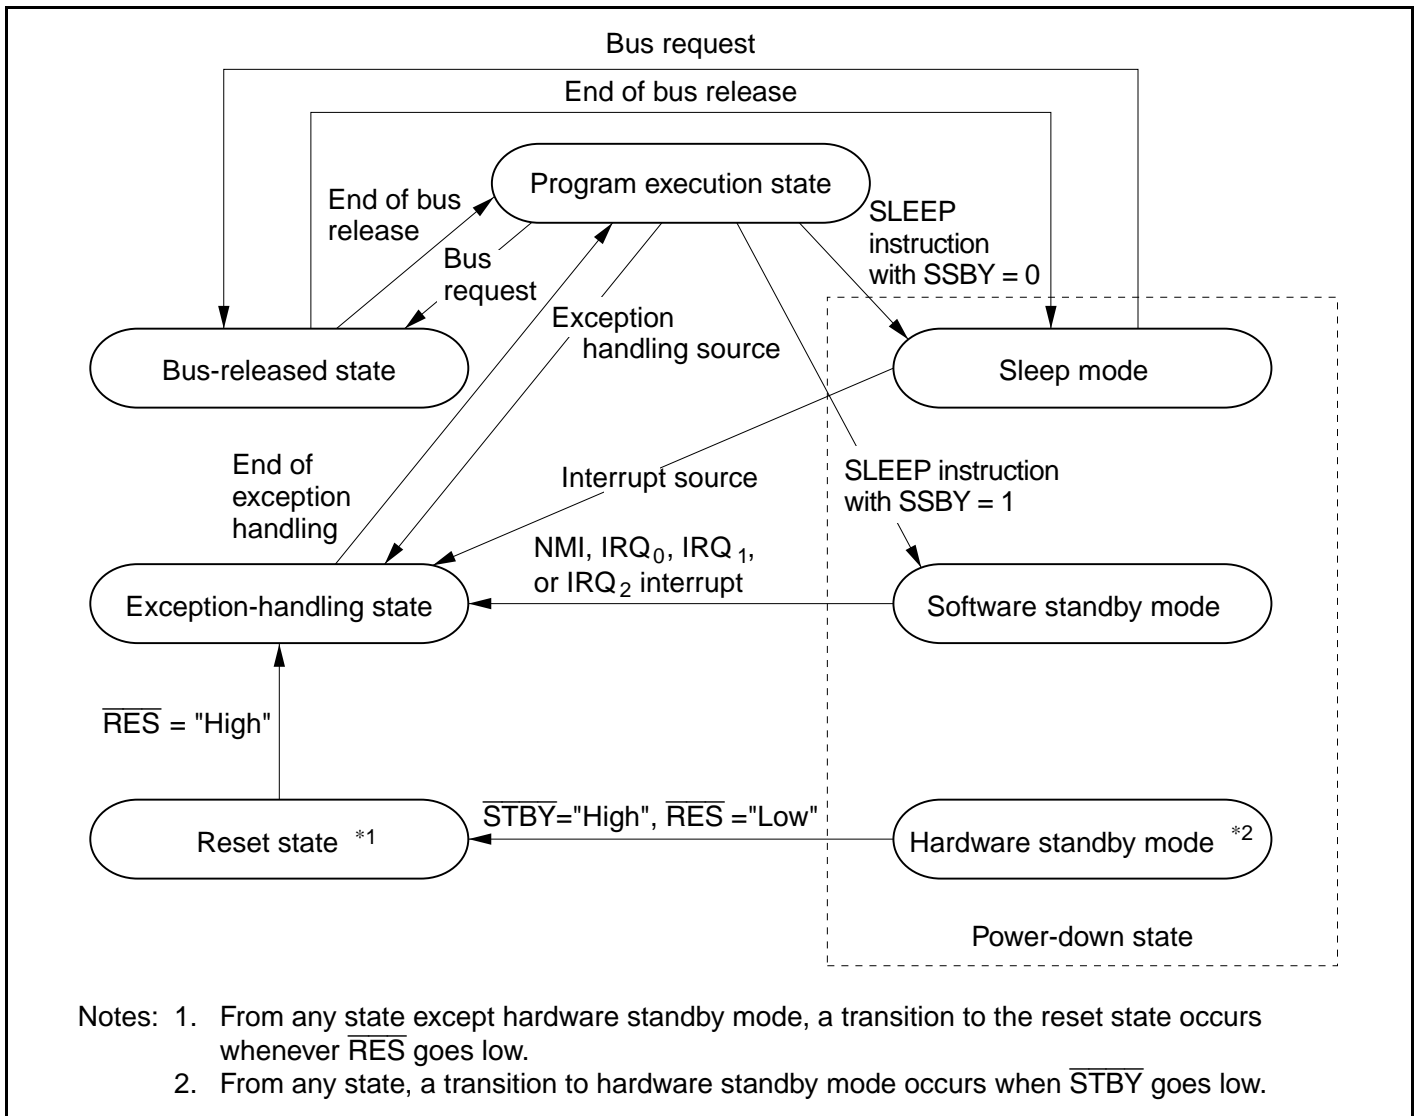 Bus request
End of bus release
Program execution state
End of bus
release
SLEEP
instruction
with SSBY = 0
Bus
request
Exception
handling source
Bus-released state
Sleep mode
End of
exception
handling
Interrupt source
SLEEP instruction
with SSBY = 1
NMI, IRQ₀, IRQ₁,
or IRQ₂ interrupt
Exception-handling state
Software standby mode
R̅E̅S̅ = "High"
S̅T̅B̅Y̅="High", R̅E̅S̅ ="Low"
Reset state *1
Hardware standby mode *2
Power-down state
Notes: 1. From any state except hardware standby mode, a transition to the reset state occurs
whenever R̅E̅S̅ goes low.
2. From any state, a transition to hardware standby mode occurs when S̅T̅B̅Y̅ goes low.